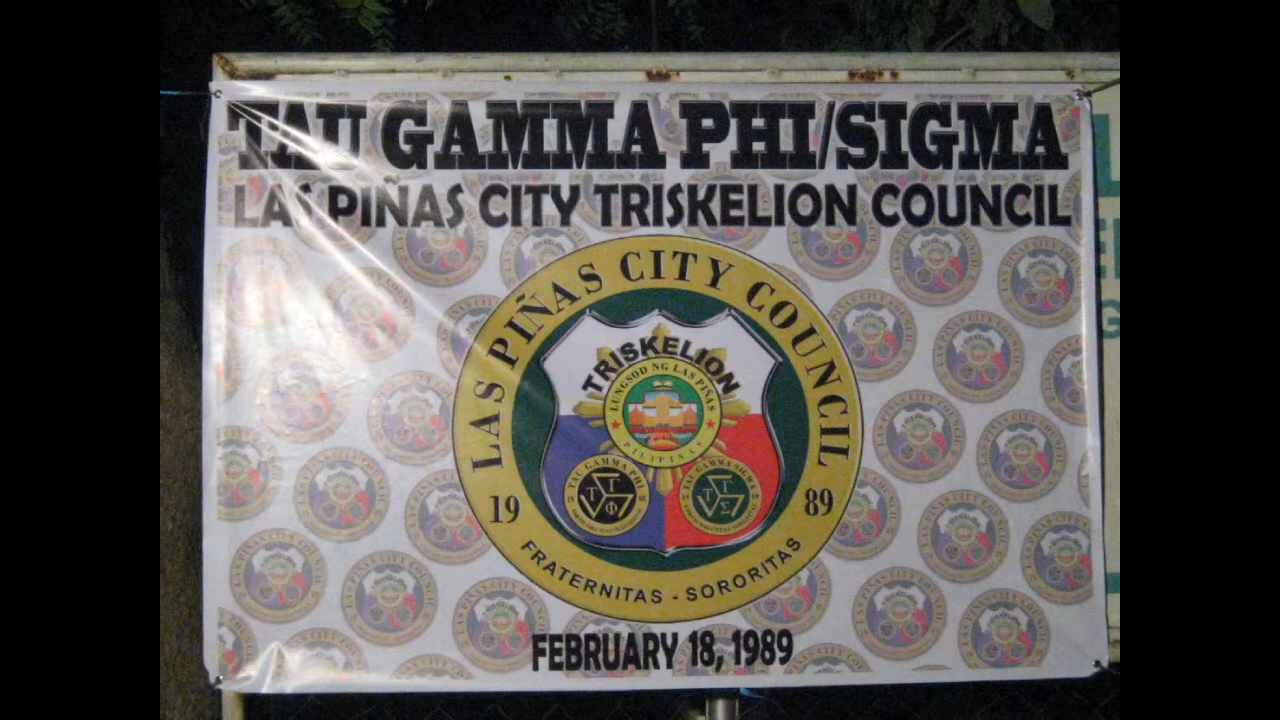 TAU GAMMA PHI/SIGMA
LAS PIÑAS CITY TRISKELION COUNCIL
LAS PIÑAS CITY COUNCIL
TRISKELION
LUNGSOD NG LAS PIÑAS
PILIPINAS
TAU GAMMA PHI
TAU GAMMA SIGMA
Τ Γ Φ
Τ Γ Σ
19 89
FRATERNITAS - SORORITAS
FEBRUARY 18, 1989